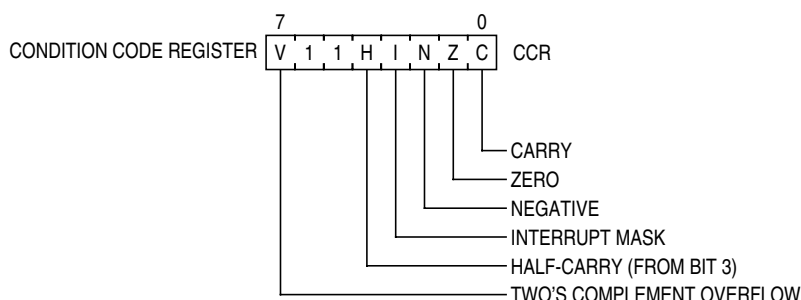 7 0
CONDITION CODE REGISTER V 1 1 H I N Z C CCR
CARRY
ZERO
NEGATIVE
INTERRUPT MASK
HALF-CARRY (FROM BIT 3)
TWO'S COMPLEMENT OVERFLOW